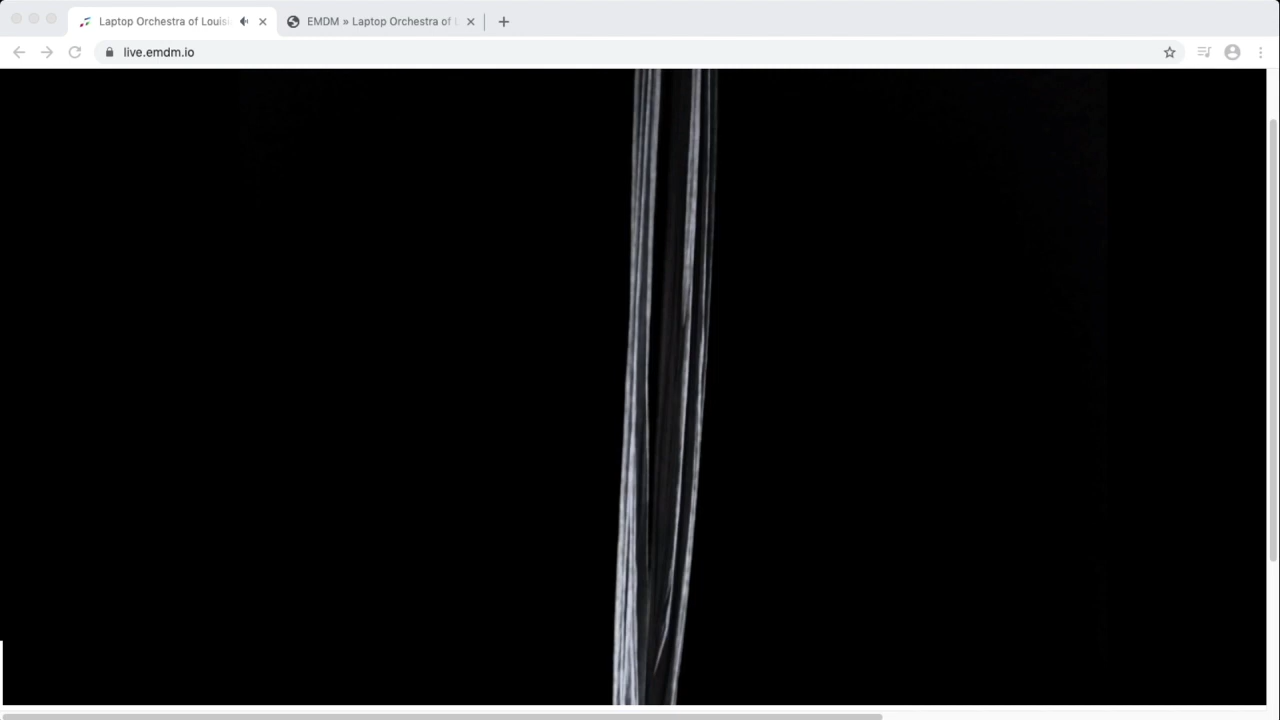 Laptop Orchestra of Louisi
EMDM » Laptop Orchestra of
live.emdm.io